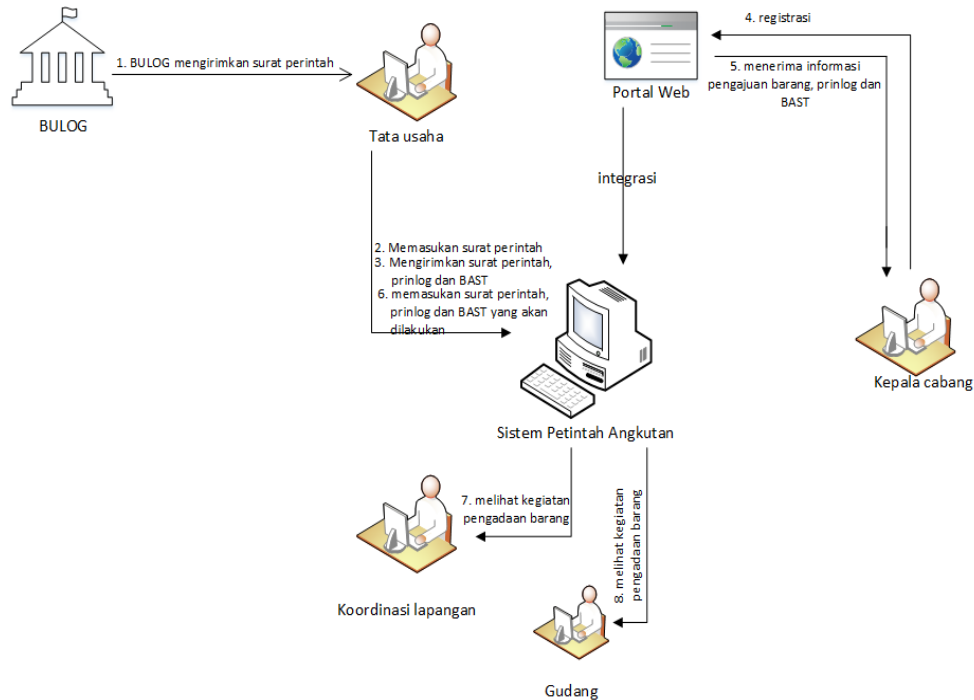 1. BULOG mengirimkan surat perintah
BULOG
Tata usaha
Portal Web
4. registrasi
5. menerima informasi
pengajuan barang, prinlog dan
BAST
integrasi
2. Memasukan surat perintah
3. Mengirimkan surat perintah,
prinlog dan BAST
6. memasukan surat perintah,
prinlog dan BAST yang akan
dilakukan
Kepala cabang
Sistem Petintah Angkutan
7. melihat kegiatan
pengadaan barang
8. melihat kegiatan
pengadaan barang
Koordinasi lapangan
Gudang